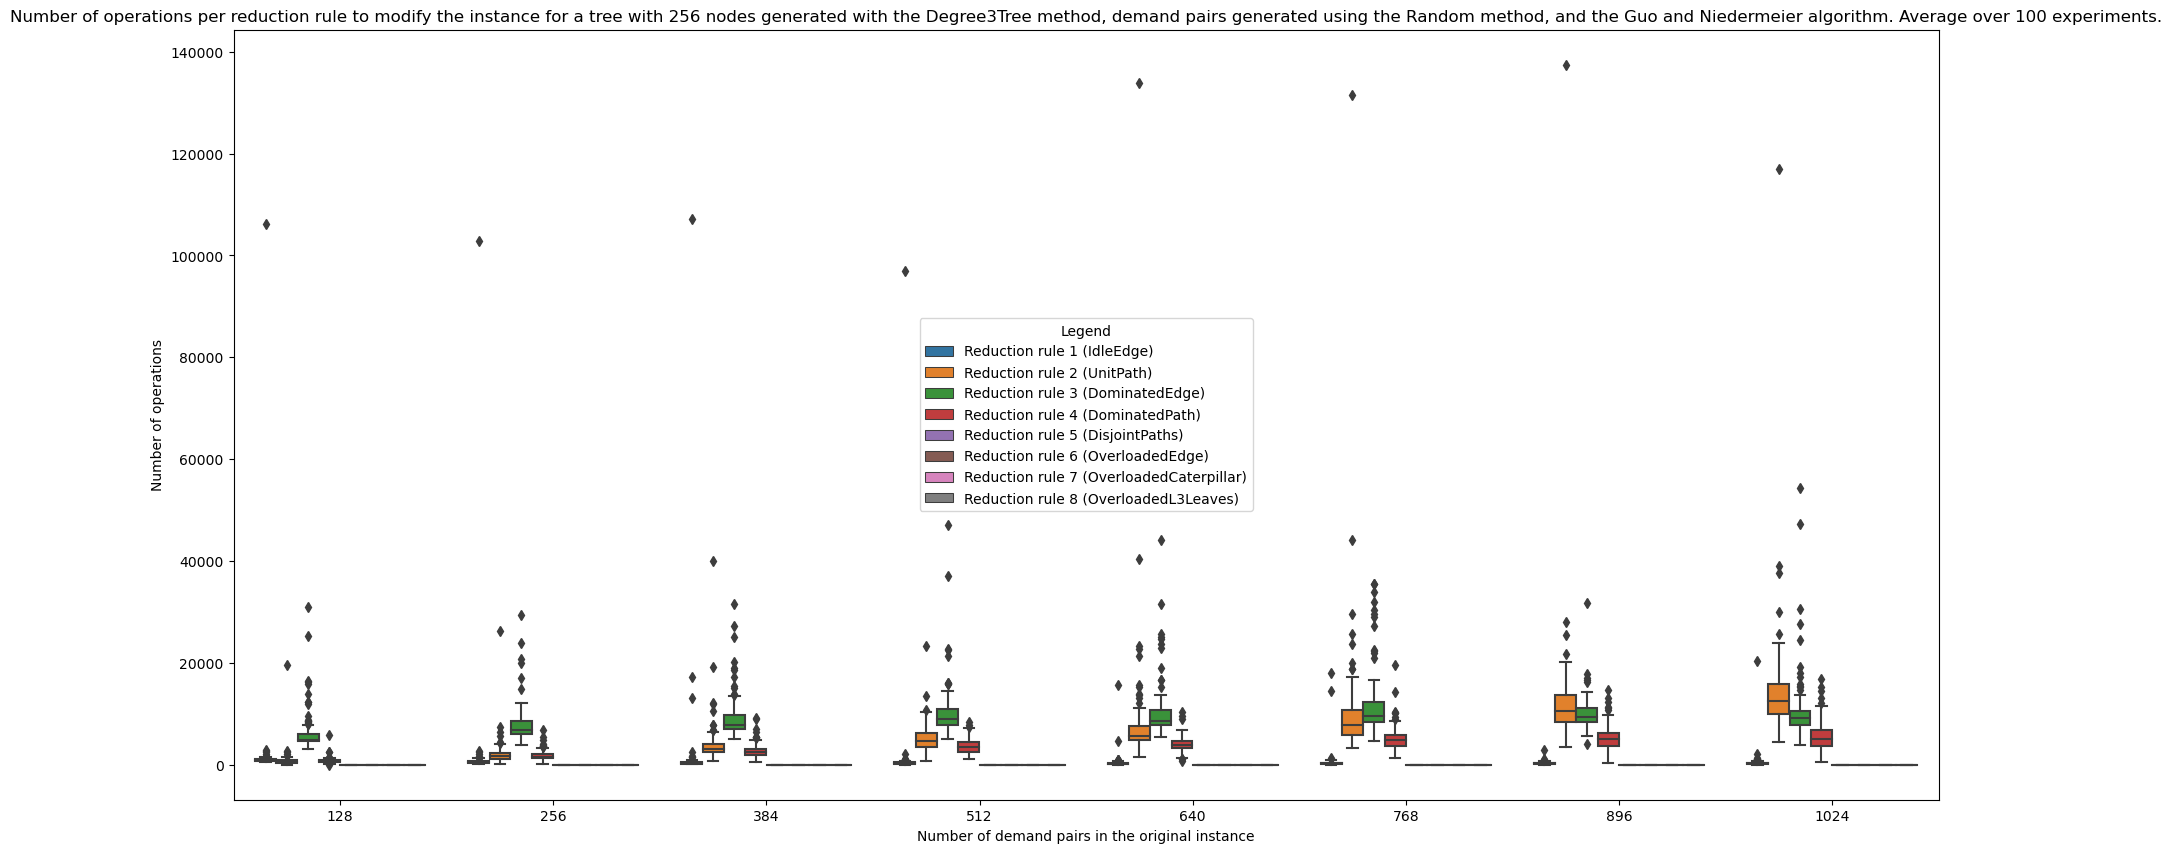 Number of operations per reduction rule to modify the instance for a tree with 256 nodes generated with the Degree3Tree method, demand pairs generated using the Random method, and the Guo and Niedermeier algorithm. Average over 100 experiments.
140000
120000
100000
80000
60000
40000
20000
0
Number of operations
Legend
Reduction rule 1 (IdleEdge)
Reduction rule 2 (UnitPath)
Reduction rule 3 (DominatedEdge)
Reduction rule 4 (DominatedPath)
Reduction rule 5 (DisjointPaths)
Reduction rule 6 (OverloadedEdge)
Reduction rule 7 (OverloadedCaterpillar)
Reduction rule 8 (OverloadedL3Leaves)
128 256 384 512 640 768 896 1024
Number of demand pairs in the original instance